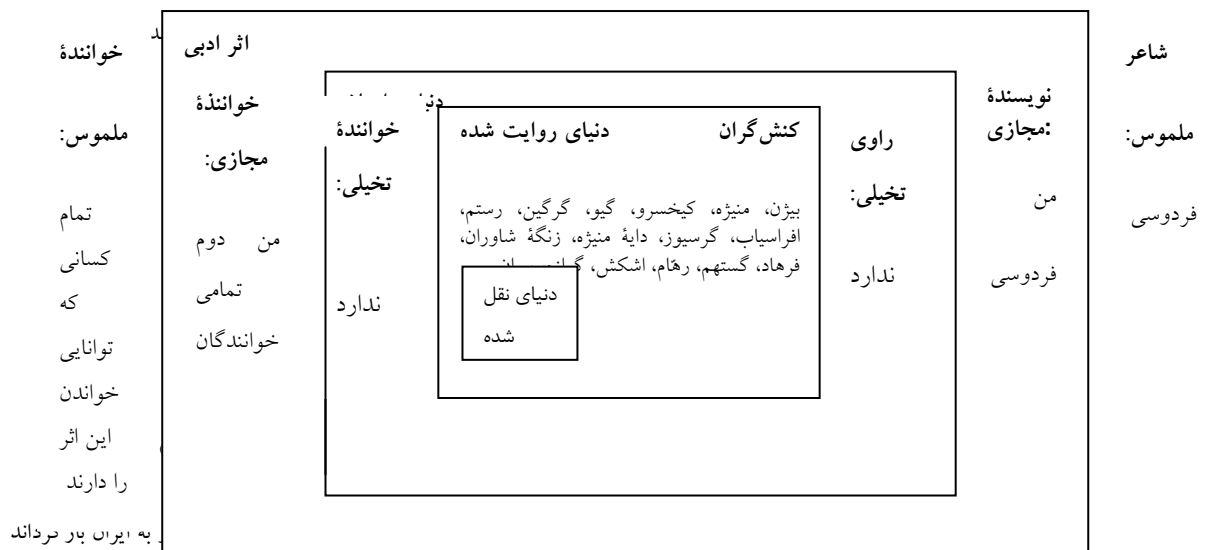 شاعر
ملموس:
فردوسی
نویسندهٔ
مجازی:
من
فردوسی
راوی
تخیلی:
ندارد
کنش‌گران
دنیای روایت شده
بیژن، منیژه، کیخسرو، گیو، گرگین، رستم،
افراسیاب، گرسیوز، دایهٔ منیژه، زنگهٔ شاوران،
فرهاد، گستهم، رهّام، اشکش،
دنیای نقل
شده
خوانندهٔ
تخیلی:
ندارد
اثر ادبی
خواننذهٔ
مجازی:
من دوم
تمامی
خوانندگان
خوانندهٔ
ملموس:
تمام
کسانی
که
توانایی
خواندن
این اثر
را دارند
به ایران باز گرداند